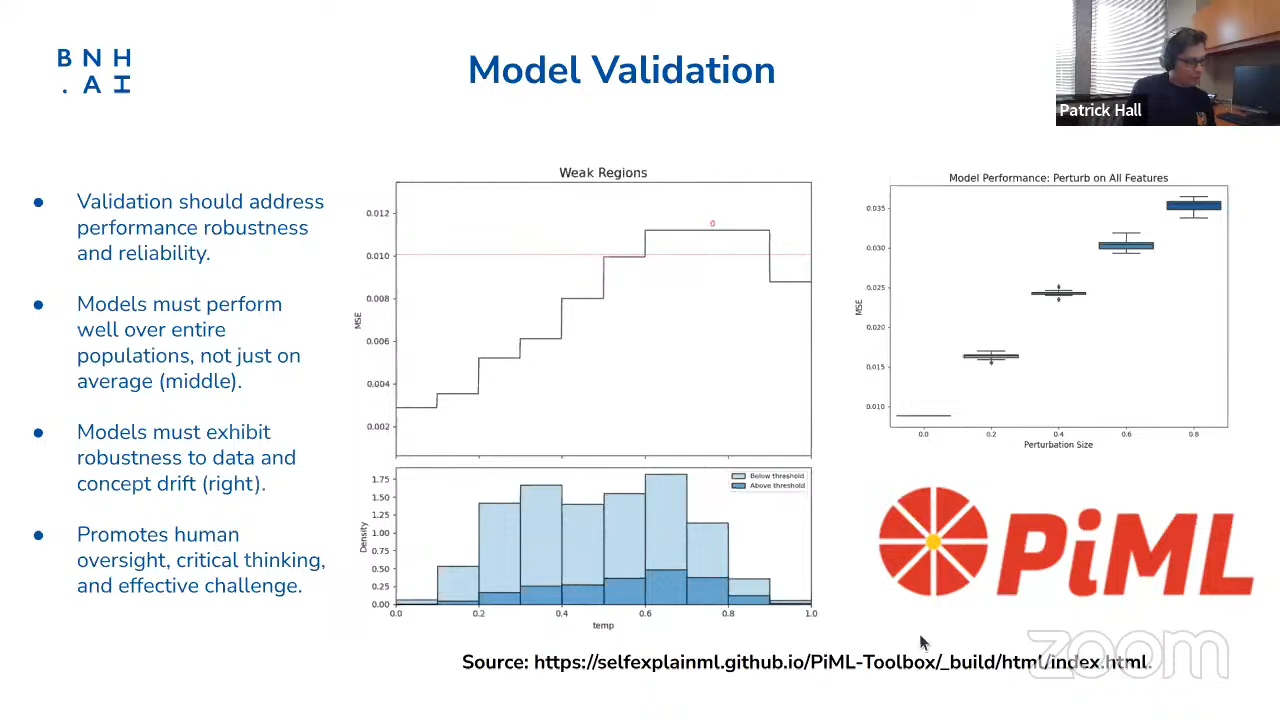 B N H
. A I
Model Validation
Patrick Hall
Validation should address
performance robustness
and reliability.
Models must perform
well over entire
populations, not just on
average (middle).
Models must exhibit
robustness to data and
concept drift (right).
Promotes human
oversight, critical thinking,
and effective challenge.
Weak Regions
0.012
0.010
0.008
0.006
0.004
0.002
MSE
0
1.75
1.50
1.25
1.00
0.75
0.50
0.25
0.00
Density
Below threshold
Above threshold
0.0 0.2 0.4 0.6 0.8 1.0
temp
Model Performance: Perturb on All Features
0.035
0.030
0.025
0.020
0.015
0.010
MSE
0.0 0.2 0.4 0.6 0.8
Perturbation Size
PiML
Source: https://selfexplainml.github.io/PiML-Toolbox/_build/html/index.html.
zoom